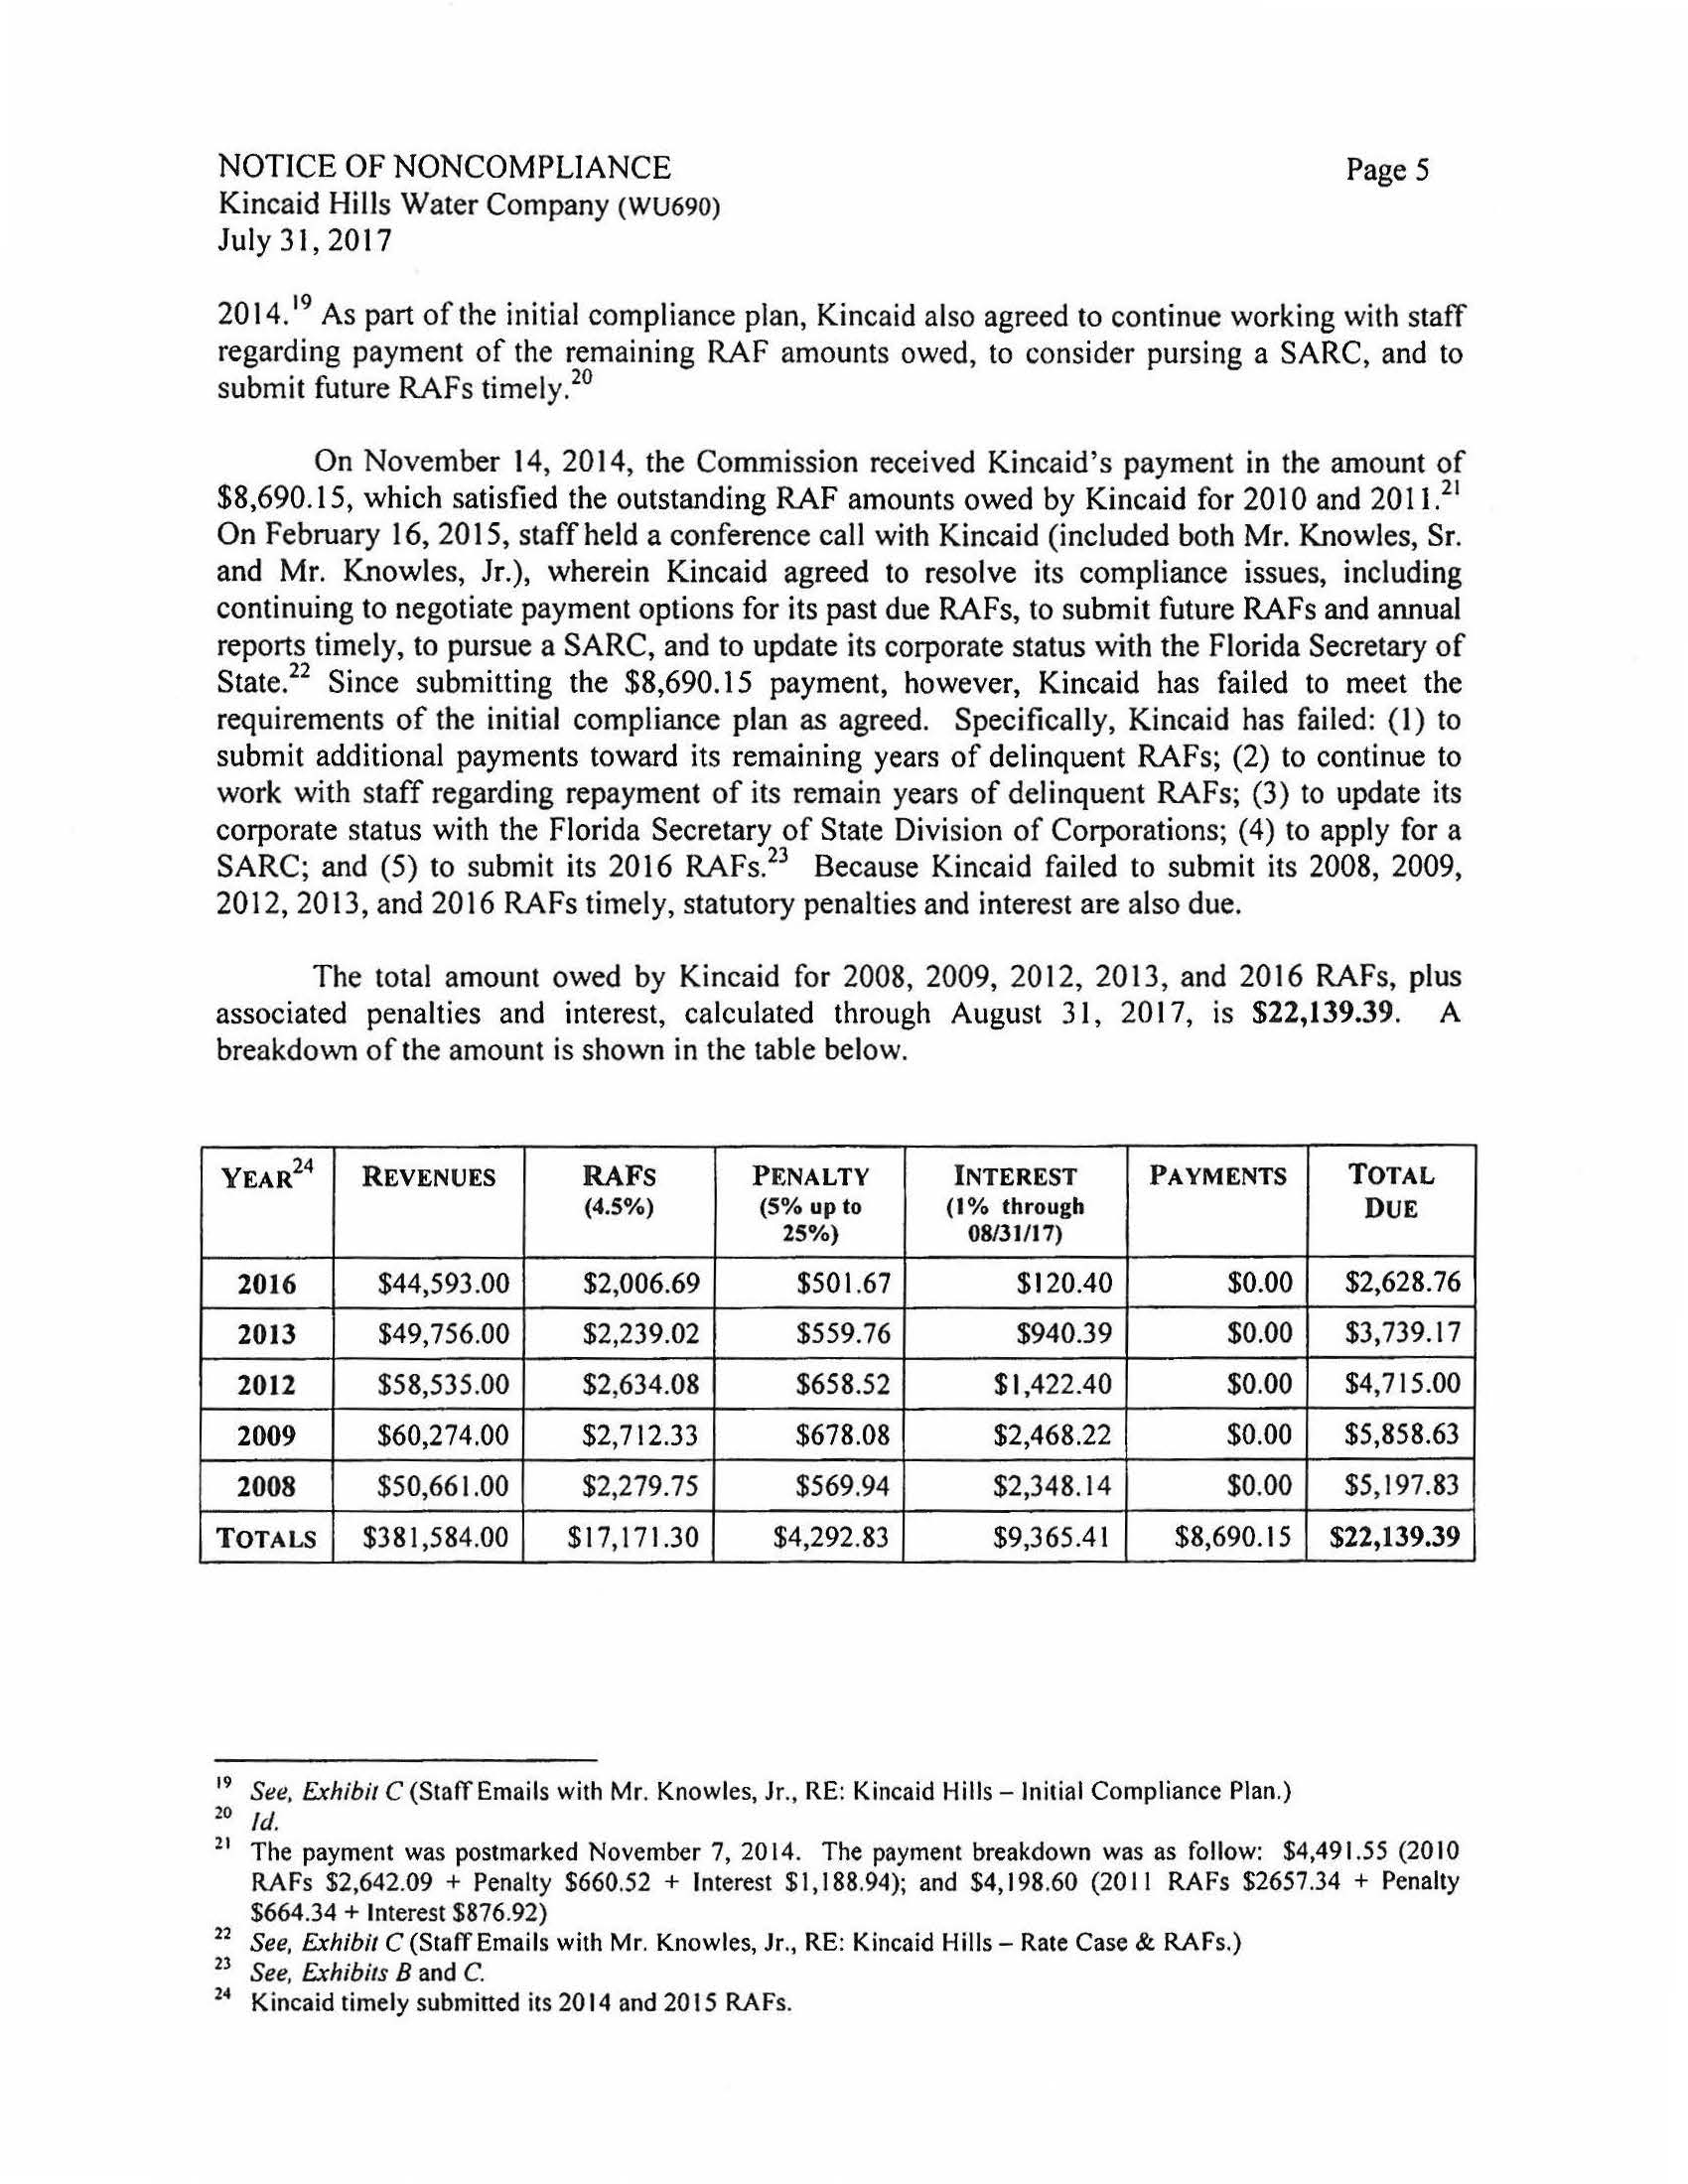 NOTICE OF NONCOMPLIANCE Page 5
Kincaid Hills Water Company (WU690)
July 31, 2017
2014.19 As part of the initial compliance plan, Kincaid also agreed to continue working with staff
regarding payment of the remaining RAF amounts owed, to consider pursing a SARC, and to
submit future RAFs timely.20
On November 14, 2014, the Commission received Kincaid's payment in the amount of
$8,690.15, which satisfied the outstanding RAF amounts owed by Kincaid for 2010 and 2011.21
On February 16, 2015, staff held a conference call with Kincaid (included both Mr. Knowles, Sr.
and Mr. Knowles, Jr.), wherein Kincaid agreed to resolve its compliance issues, including
continuing to negotiate payment options for its past due RAFs, to submit future RAFs and annual
reports timely, to pursue a SARC, and to update its corporate status with the Florida Secretary of
State.22 Since submitting the $8,690.15 payment, however, Kincaid has failed to meet the
requirements of the initial compliance plan as agreed. Specifically, Kincaid has failed: (1) to
submit additional payments toward its remaining years of delinquent RAFs; (2) to continue to
work with staff regarding repayment of its remain years of delinquent RAFs; (3) to update its
corporate status with the Florida Secretary of State Division of Corporations; (4) to apply for a
SARC; and (5) to submit its 2016 RAFs.23 Because Kincaid failed to submit its 2008, 2009,
2012, 2013, and 2016 RAFs timely, statutory penalties and interest are also due.
The total amount owed by Kincaid for 2008, 2009, 2012, 2013, and 2016 RAFs, plus
associated penalties and interest, calculated through August 31, 2017, is $22,139.39. A
breakdown of the amount is shown in the table below.
YEAR24 REVENUES RAFS PENALTY INTEREST PAYMENTS TOTAL
(4.5%) (5% up to (1% through DUE
25%) 08/31/17)
2016 $44,593.00 $2,006.69 $501.67 $120.40 $0.00 $2,628.76
2013 $49,756.00 $2,239.02 $559.76 $940.39 $0.00 $3,739.17
2012 $58,535.00 $2,634.08 $658.52 $1,422.40 $0.00 $4,715.00
2009 $60,274.00 $2,712.33 $678.08 $2,468.22 $0.00 $5,858.63
2008 $50,661.00 $2,279.75 $569.94 $2,348.14 $0.00 $5,197.83
TOTALS $381,584.00 $17,171.30 $4,292.83 $9,365.41 $8,690.15 $22,139.39
19 See, Exhibit C (Staff Emails with Mr. Knowles, Jr., RE: Kincaid Hills – Initial Compliance Plan.)
20 Id.
21 The payment was postmarked November 7, 2014. The payment breakdown was as follow: $4,491.55 (2010
RAFs $2,642.09 + Penalty $660.52 + Interest $1,188.94); and $4,198.60 (2011 RAFs $2657.34 + Penalty
$664.34 + Interest $876.92)
22 See, Exhibit C (Staff Emails with Mr. Knowles, Jr., RE: Kincaid Hills – Rate Case & RAFs.)
23 See, Exhibits B and C.
24 Kincaid timely submitted its 2014 and 2015 RAFs.